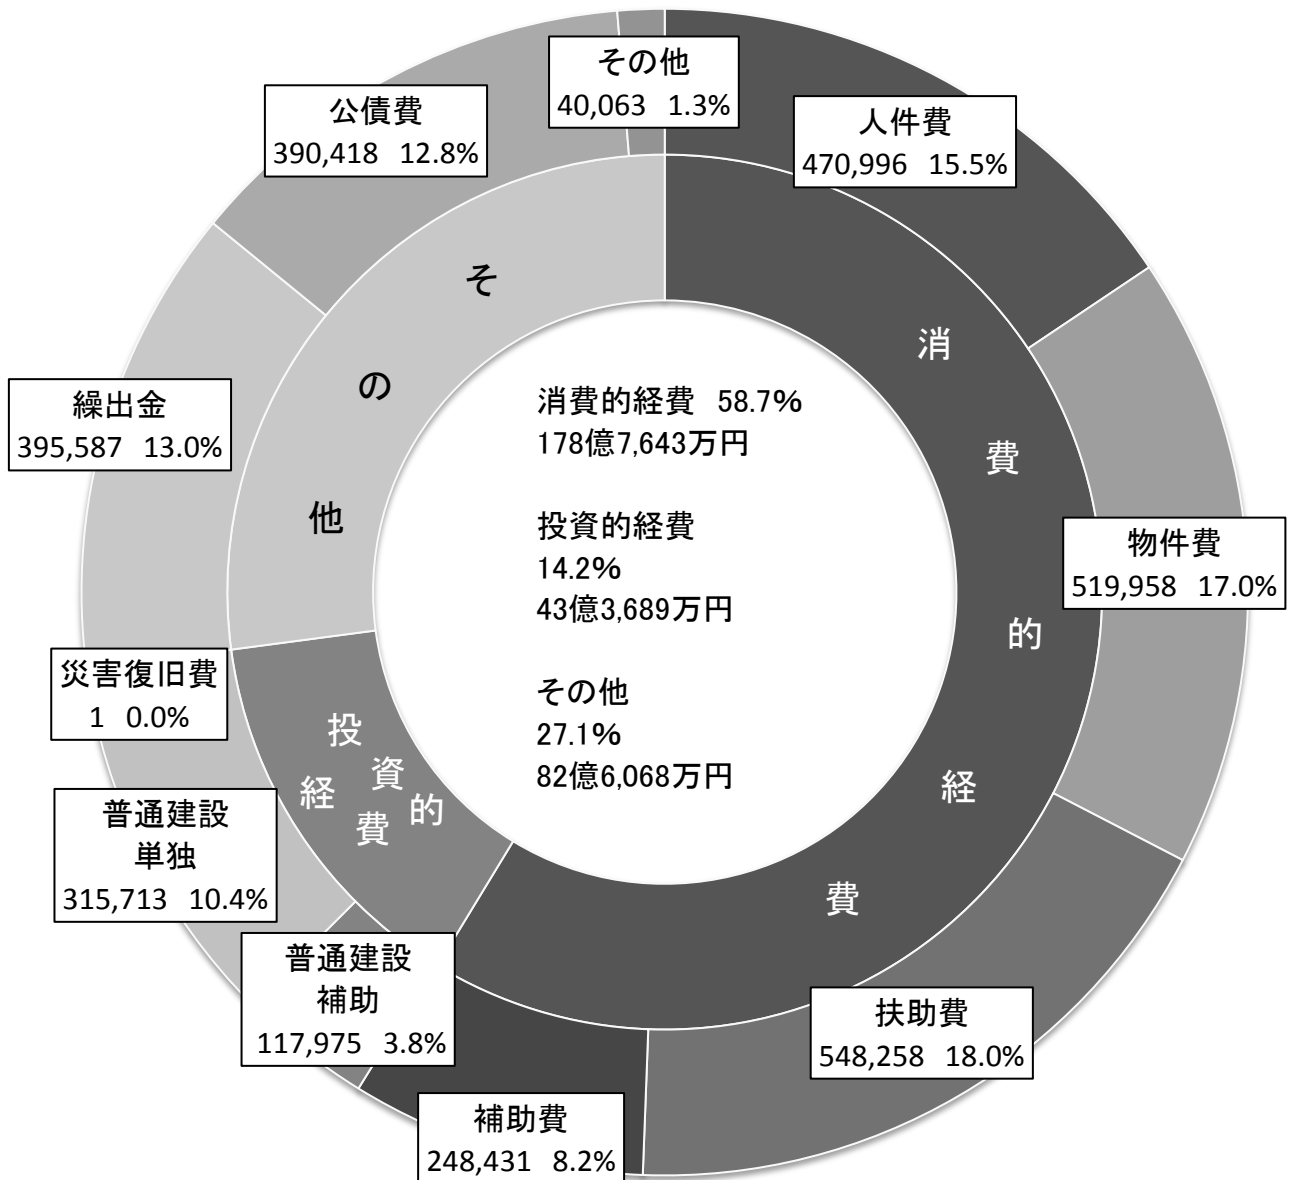 その他
40,063 1.3%
公債費
390,418 12.8%
人件費
470,996 15.5%
繰出金
395,587 13.0%
物件費
519,958 17.0%
災害復旧費
1 0.0%
普通建設
単独
315,713 10.4%
普通建設
補助
117,975 3.8%
扶助費
548,258 18.0%
補助費
248,431 8.2%
その他
消費的経費
投資的
経費
消費的経費 58.7%
178億7,643万円
投資的経費
14.2%
43億3,689万円
その他
27.1%
82億6,068万円